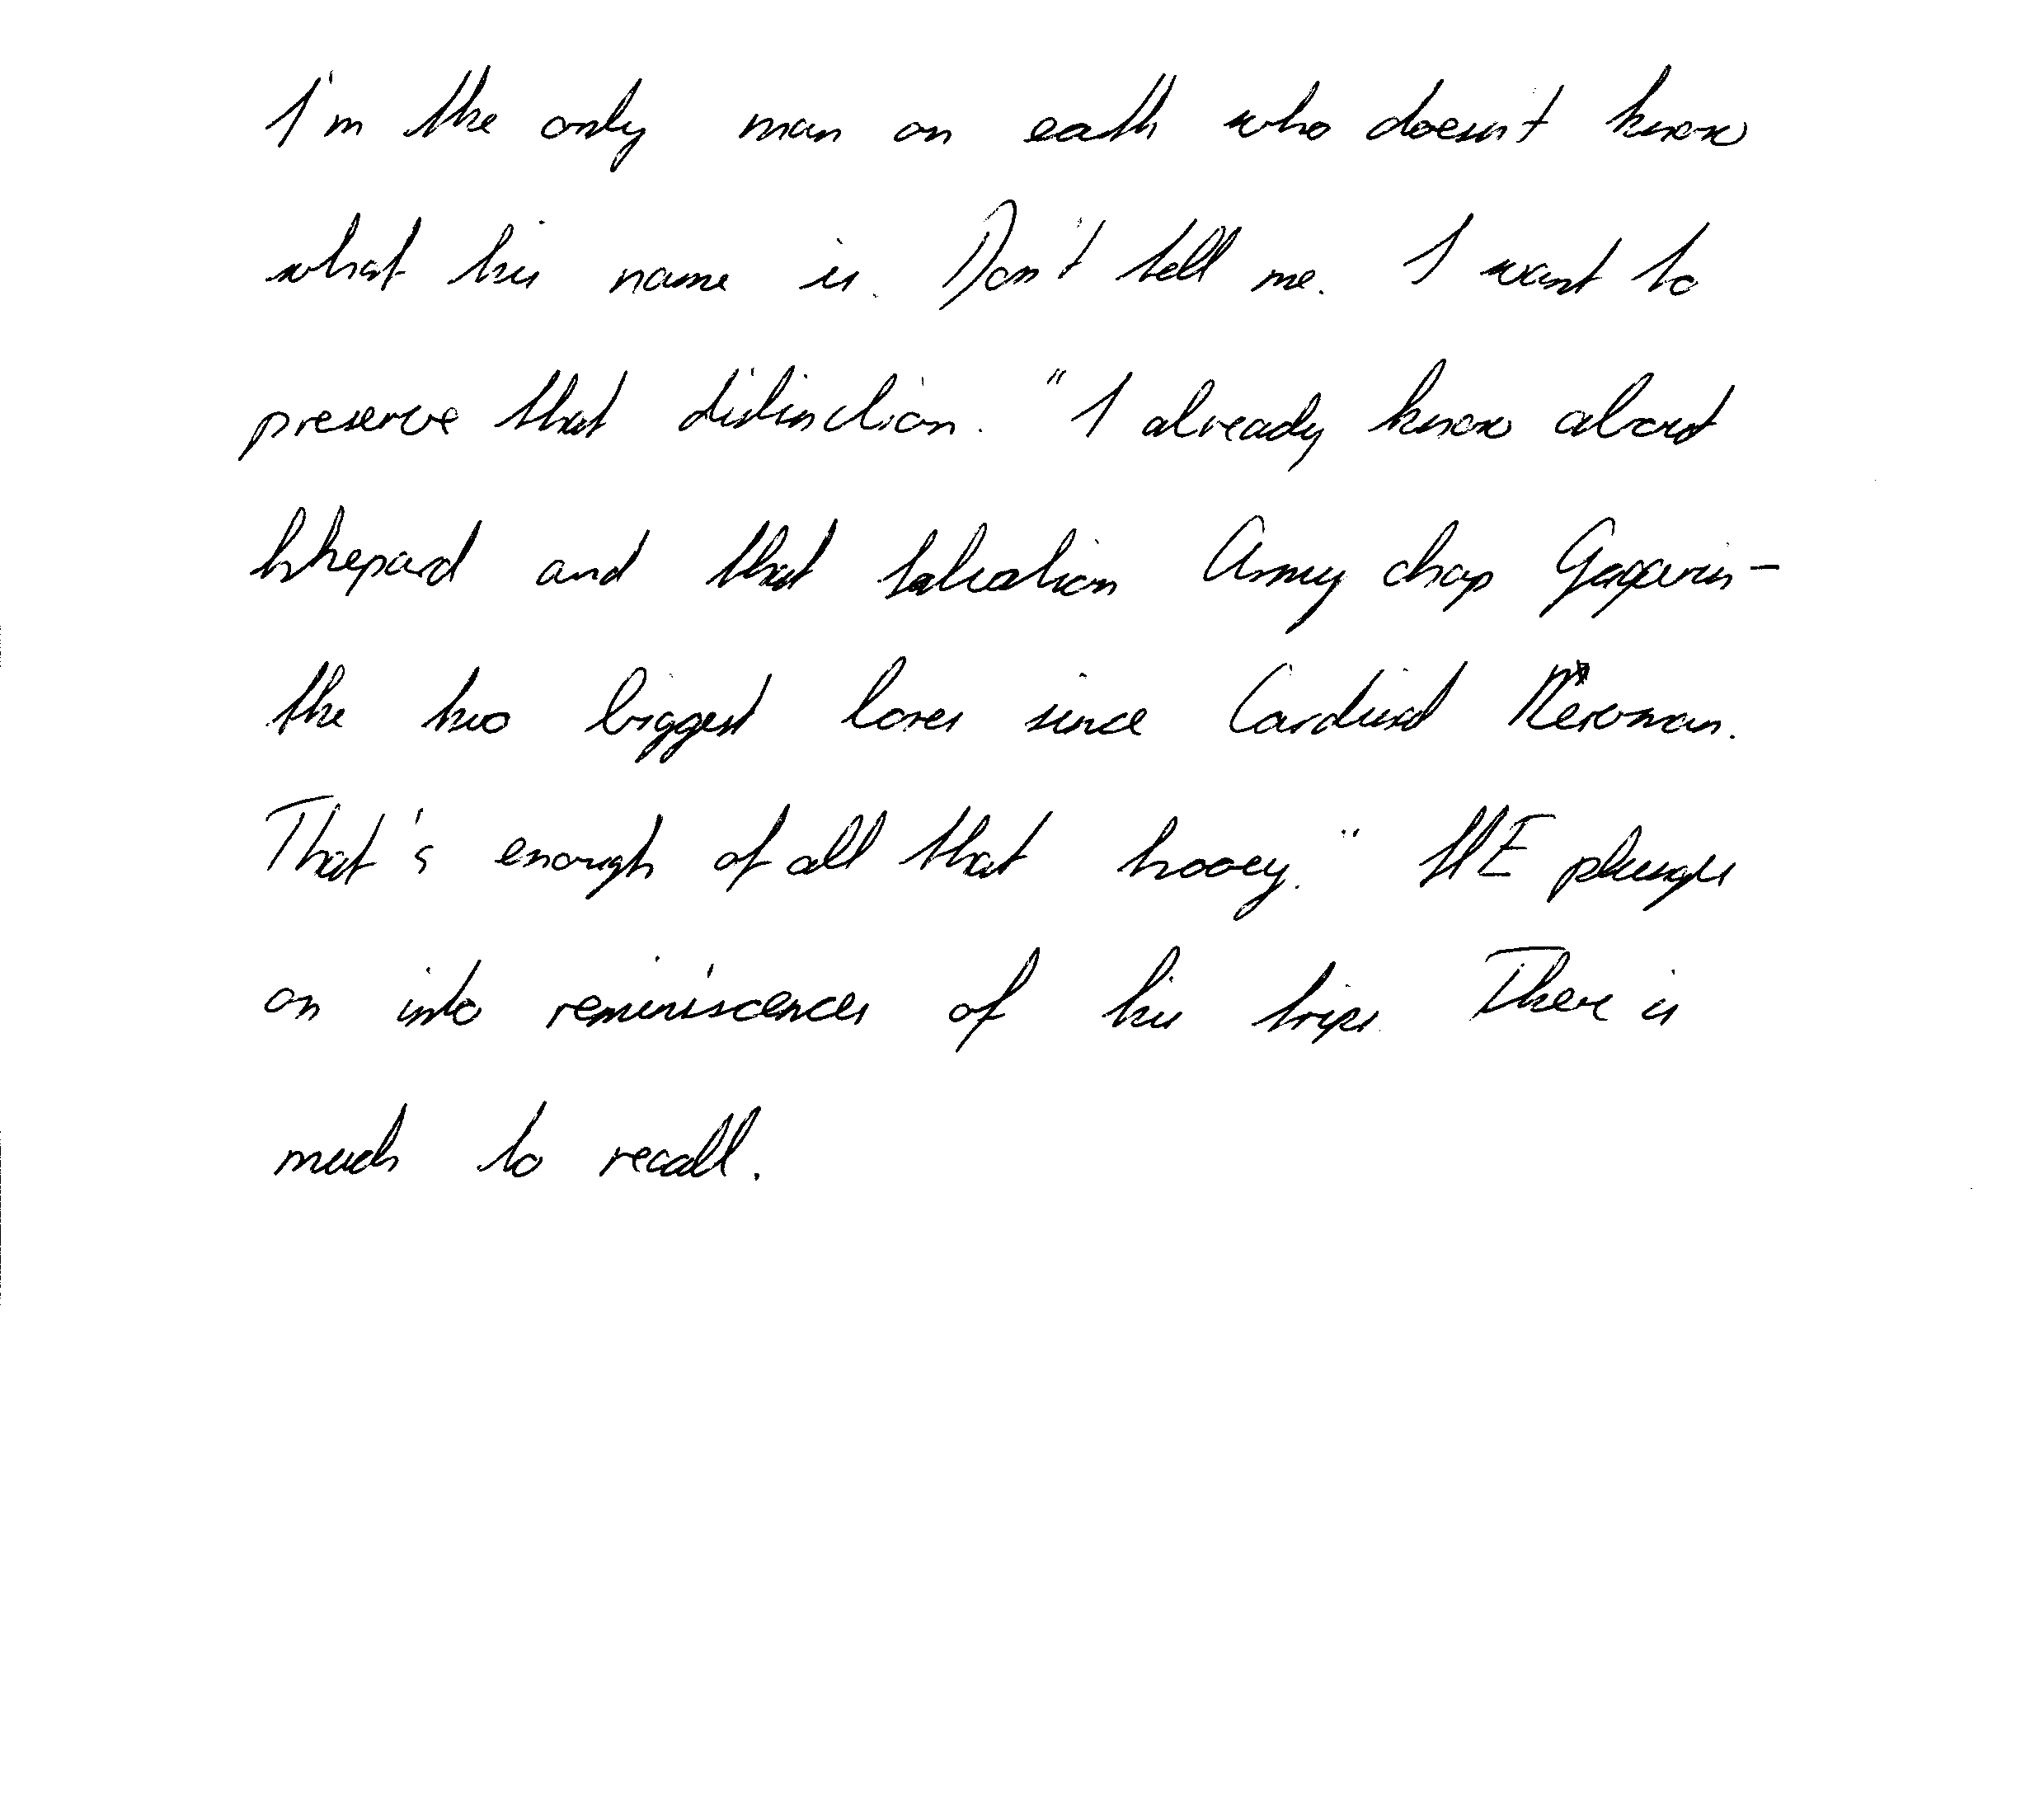 I'm the only man on eath who doesn't know
what his name is. Don't tell me. I want to
preserve that distinction. "I already know about
Shepard and that Salvation Army chap Gagarin-
the two biggest bores since Cardinal Newman.
That's enough of all that hooey." HE plunges
on into reminiscences of his trips. There is
much to recall.